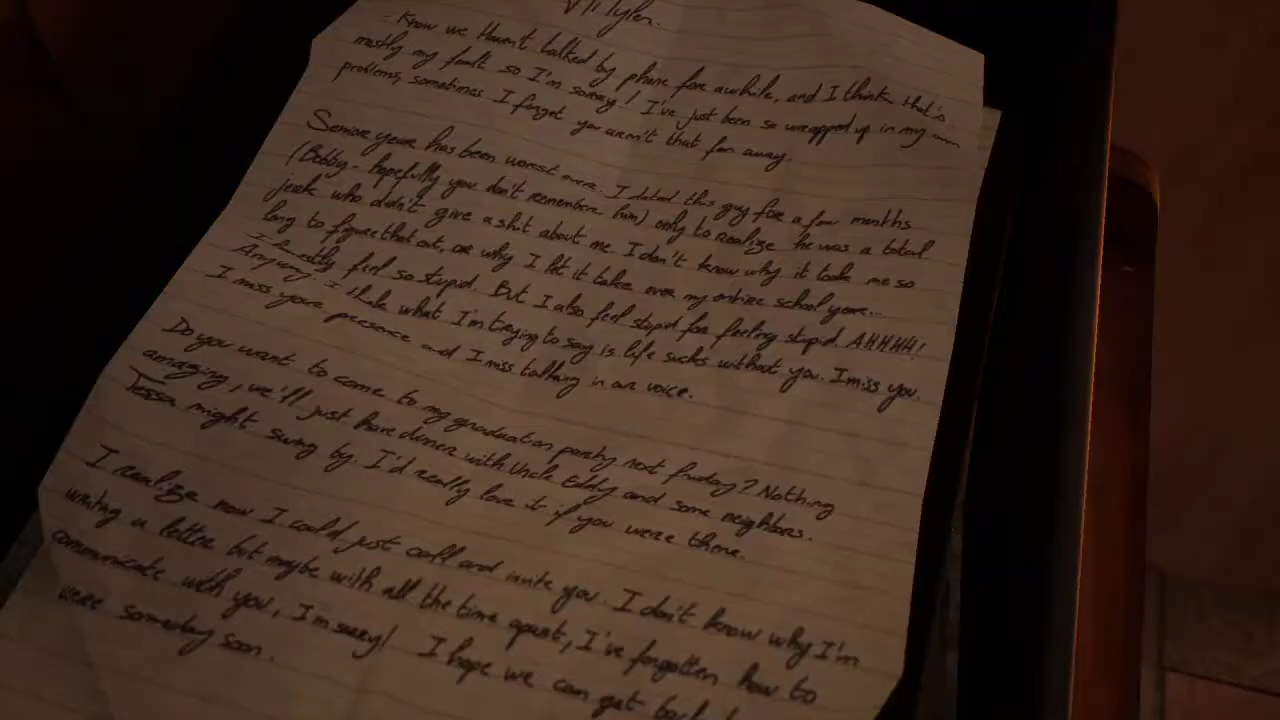 Tyler.
- Know we Haven't talked by phone for awhile, and I think that's
mostly my fault so I'm sorry! I've just been so wrapped up in my own
problems, sometimes I forget you aren't that far away.
Senior year has been worst ever. I dated this guy for a few months
(Bobby - hopefully you don't remember him) only to realize he was a total
jerk who didn't give a shit about me. I don't know why it took me so
long to figure that out, or why I let it take over my entire school year...
I honestly feel so stupid. But I also feel stupid for feeling stupid. AHHHH!
Anyway, I think what I'm trying to say is life sucks without you. I miss you.
I miss your presence and I miss talking in our voice.
Do you want to come to my graduation party next friday? Nothing
amazing, we'll just have dinner with Uncle Eddy and some neighbors.
Tessa might swing by. I'd really love it if you were there.
I realize now I could just call and invite you. I don't know why I'm
writing a letter but maybe with all the time apart, I've forgotten how to
communicate with you, I'm sorry! I hope we can get back
were someday soon.